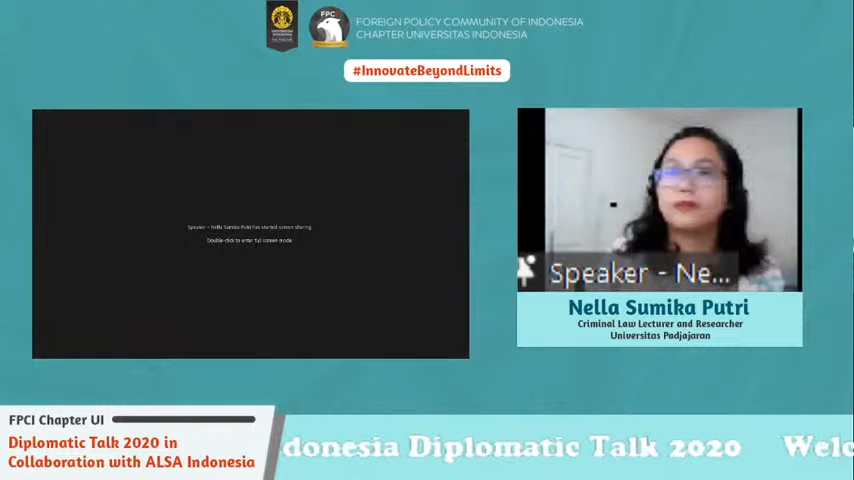 FPC
FOREIGN POLICY COMMUNITY OF INDONESIA
CHAPTER UNIVERSITAS INDONESIA
#InnovateBeyondLimits
Speaker - Nella Sumika Putri has started screen sharing
Double-click to enter full screen mode
Speaker - Ne...
Nella Sumika Putri
Criminal Law Lecturer and Researcher
Universitas Padjajaran
FPCI Chapter UI
Diplomatic Talk 2020 in
Collaboration with ALSA Indonesia
donesia Diplomatic Talk 2020 Welc